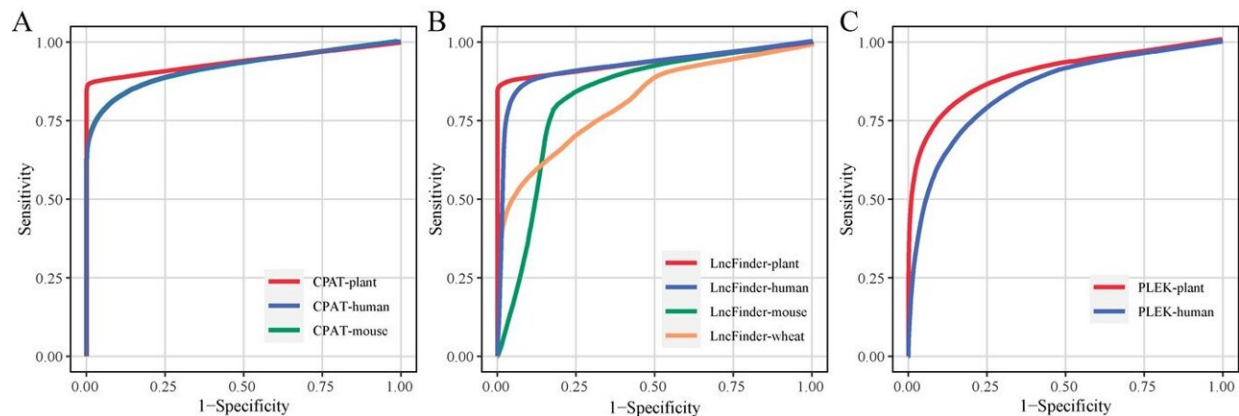 A
B
C
1.00
0.75
0.50
0.25
0.00
Sensitivity
CPAT-plant
CPAT-human
CPAT-mouse
0.00 0.25 0.50 0.75 1.00
1−Specificity
1.00
0.75
0.50
0.25
0.00
Sensitivity
LncFinder-plant
LncFinder-human
LncFinder-mouse
LncFinder-wheat
0.00 0.25 0.50 0.75 1.00
1−Specificity
1.00
0.75
0.50
0.25
0.00
Sensitivity
PLEK-plant
PLEK-human
0.00 0.25 0.50 0.75 1.00
1−Specificity